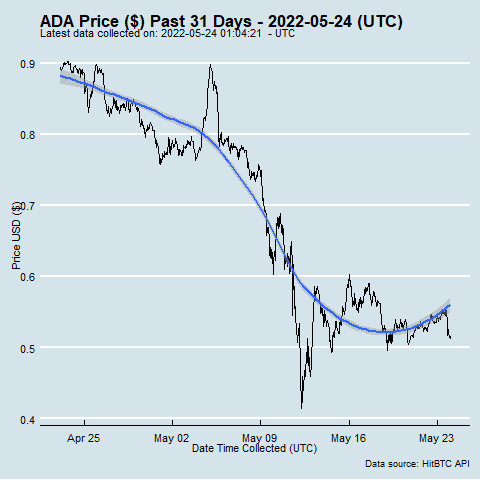 ADA Price ($) Past 31 Days - 2022-05-24 (UTC)
Latest data collected on: 2022-05-24 01:04:21 - UTC
Price USD ($)
0.9
0.8
0.7
0.6
0.5
0.4
Apr 25 May 02 May 09 May 16 May 23
Date Time Collected (UTC)
Data source: HitBTC API